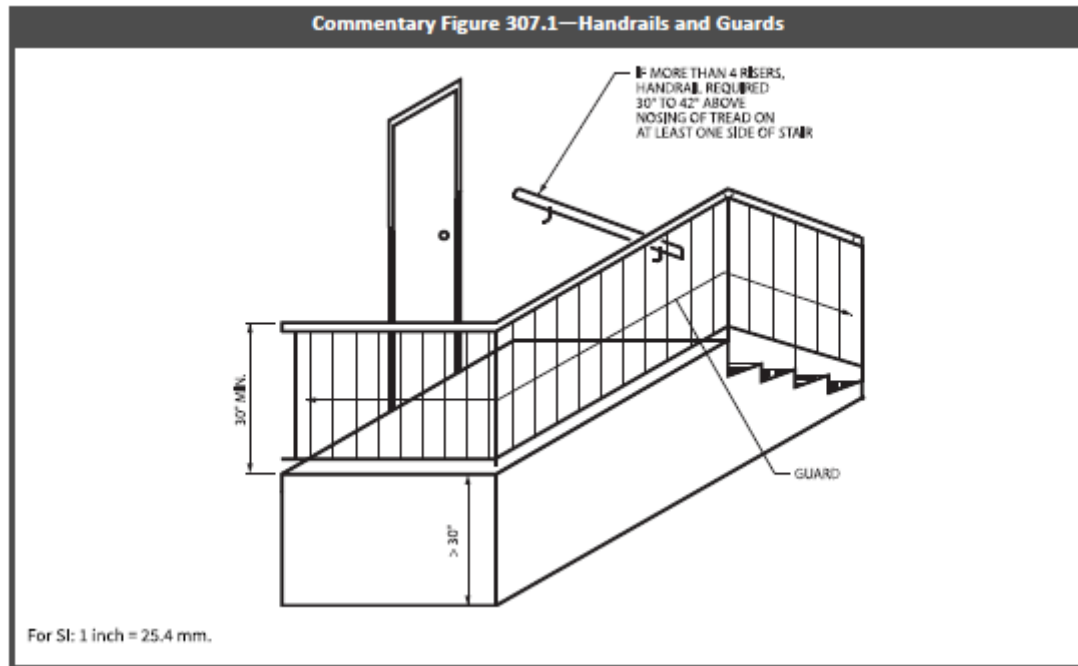 Commentary Figure 307.1—Handrails and Guards
IF MORE THAN 4 RISERS,
HANDRAIL REQUIRED
30" TO 42" ABOVE
NOSING OF TREAD ON
AT LEAST ONE SIDE OF STAIR
30" MIN.
GUARD
> 30"
For SI: 1 inch = 25.4 mm.